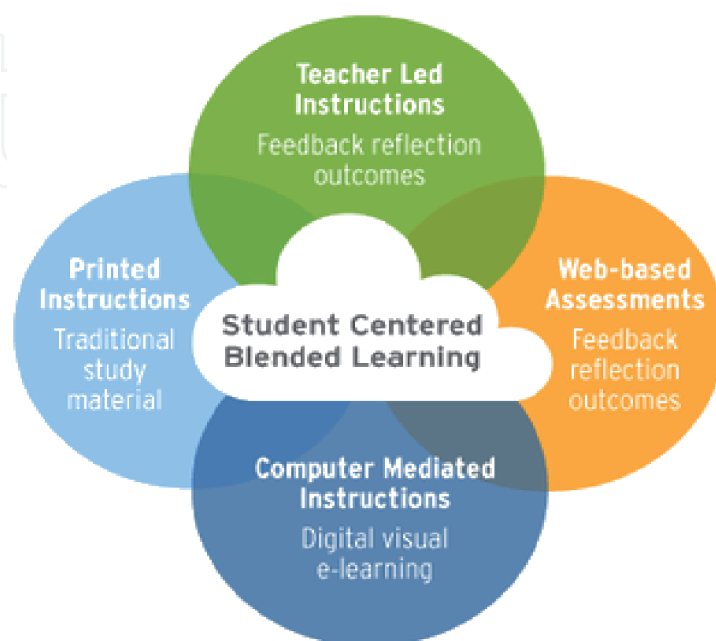 Teacher Led
Instructions
Feedback reflection
outcomes
Printed
Instructions
Traditional
study
material
Student Centered
Blended Learning
Web-based
Assessments
Feedback
reflection
outcomes
Computer Mediated
Instructions
Digital visual
e-learning